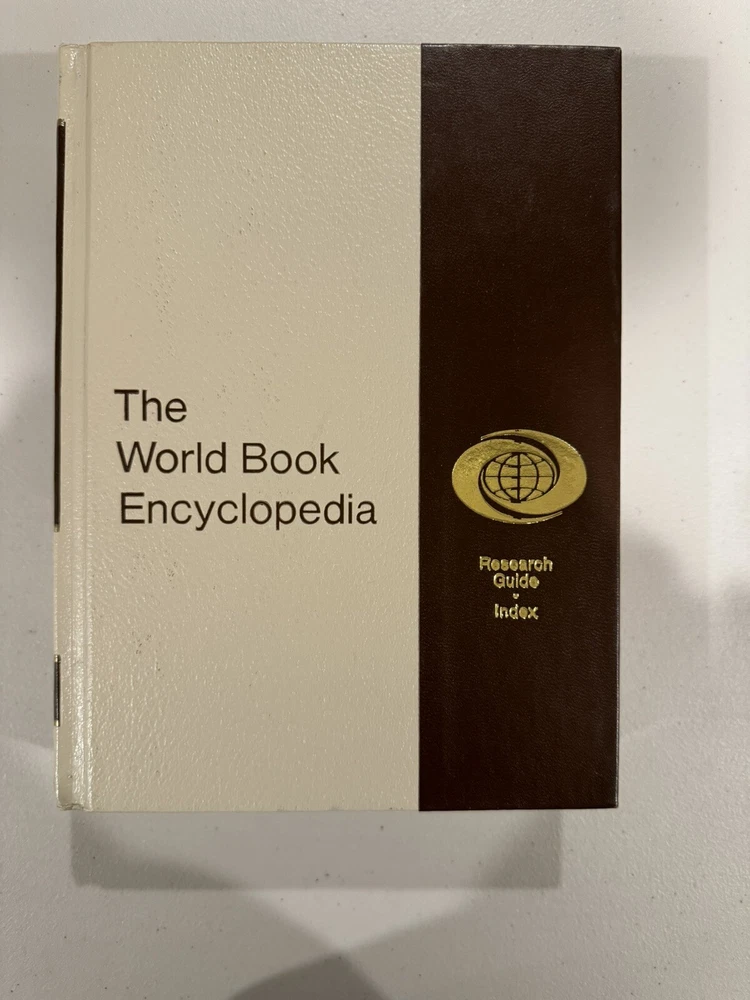 The
World Book
Encyclopedia
Research
Guide
Index